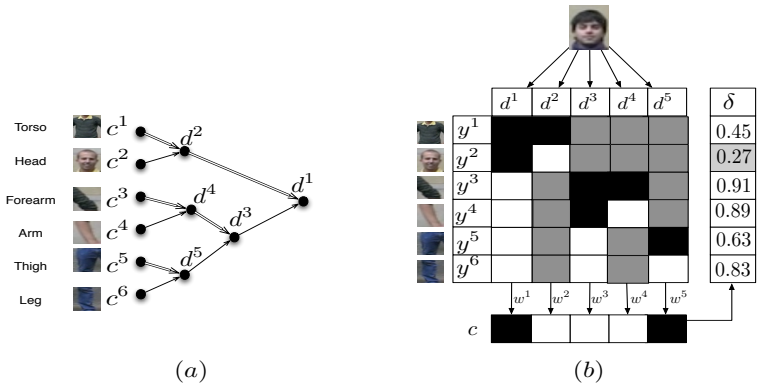 Torso c¹
Head c²
Forearm c³
Arm c⁴
Thigh c⁵
Leg c⁶
d²
d⁴
d⁵
d³
d¹
(a)
d¹ d² d³ d⁴ d⁵ δ
y¹ 0.45
y² 0.27
y³ 0.91
y⁴ 0.89
y⁵ 0.63
y⁶ 0.83
w¹ w² w³ w⁴ w⁵
c
(b)